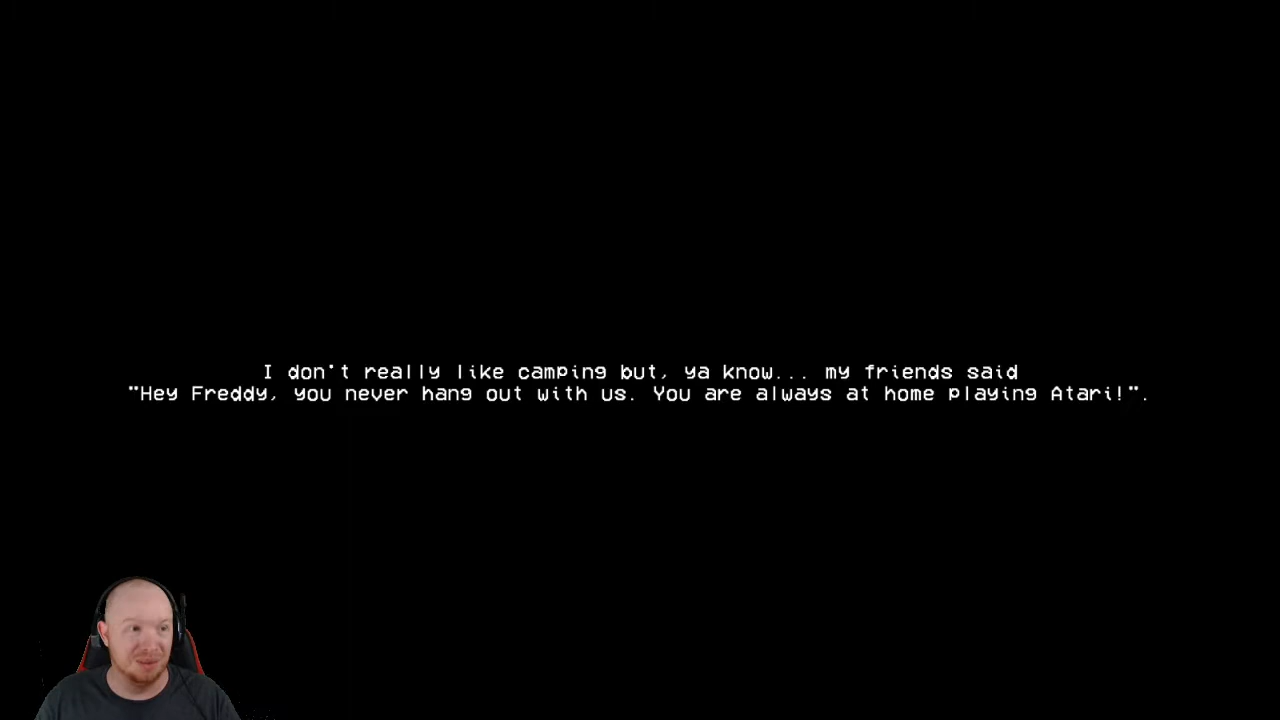 I don't really like camping but, ya know... my friends said
"Hey Freddy, you never hang out with us. You are always at home playing Atari!".